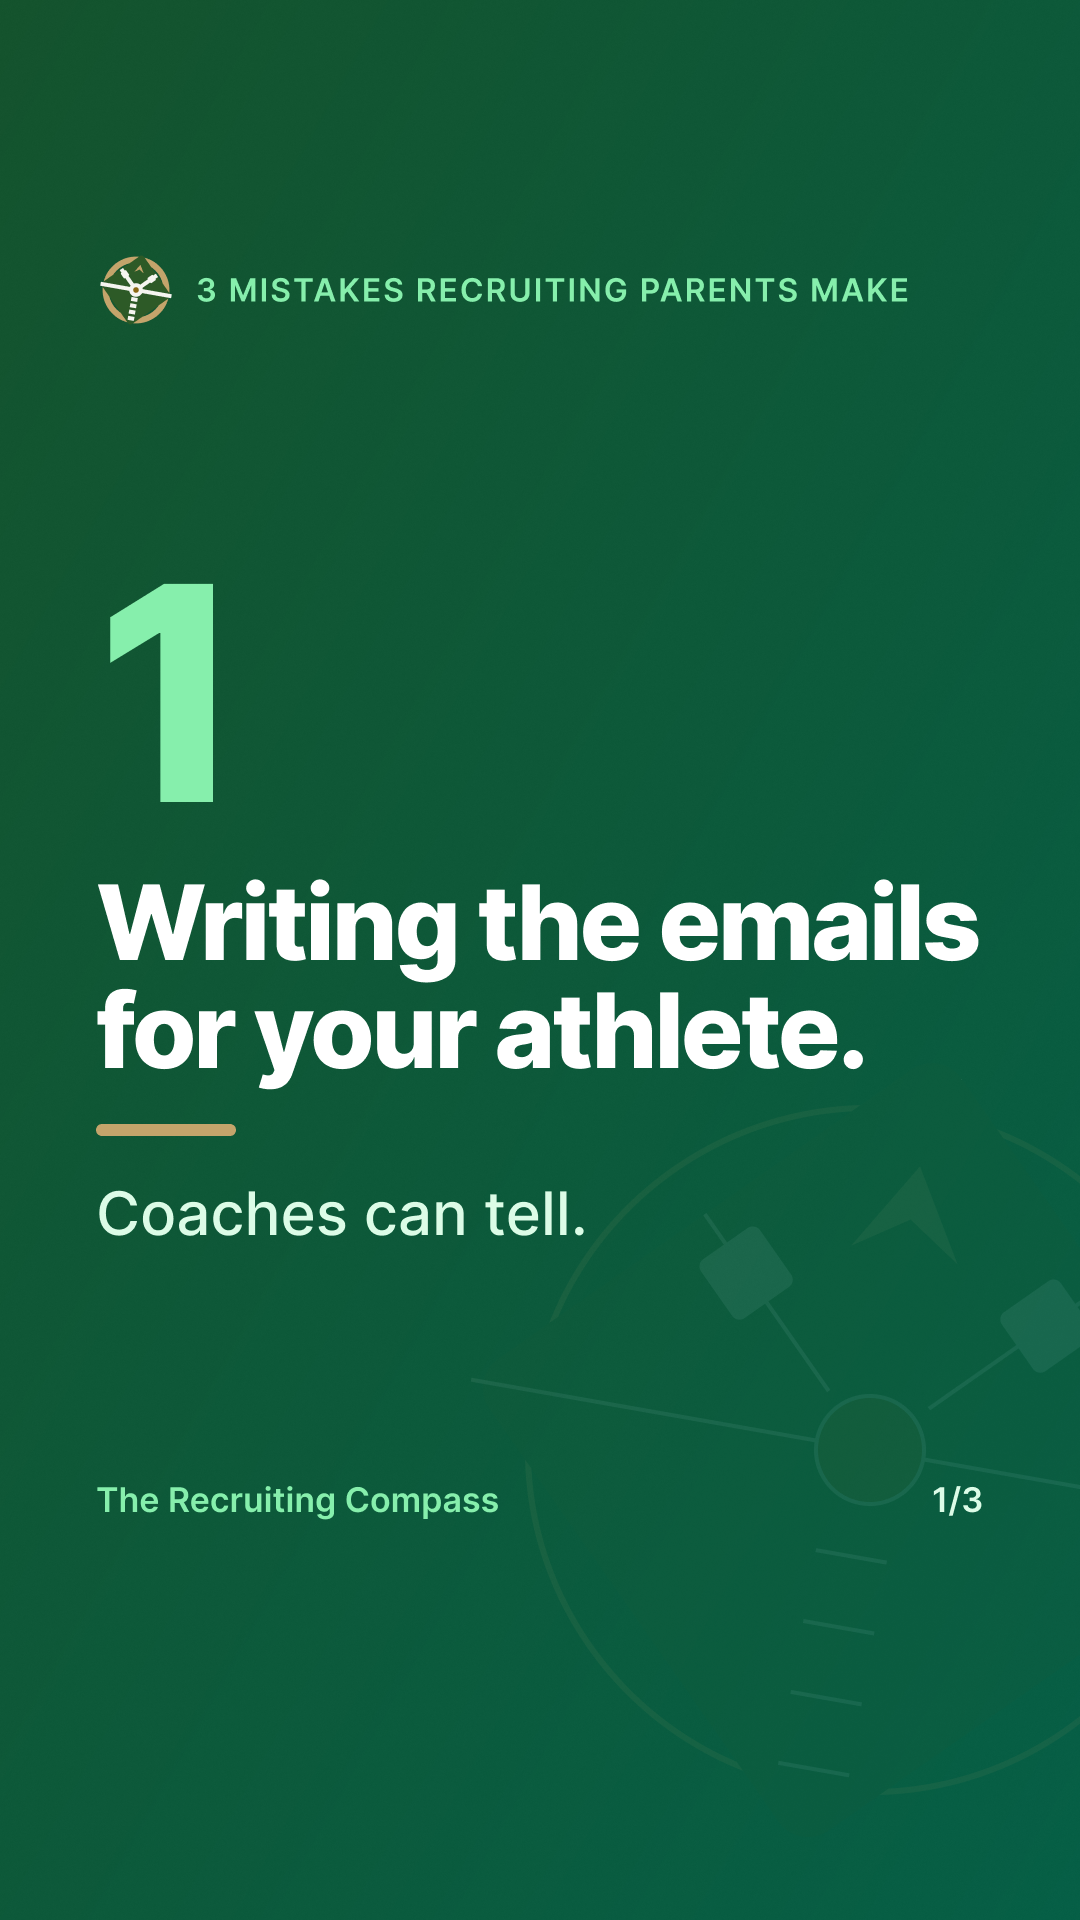 3 MISTAKES RECRUITING PARENTS MAKE
1
Writing the emails
for your athlete.
Coaches can tell.
The Recruiting Compass
1/3